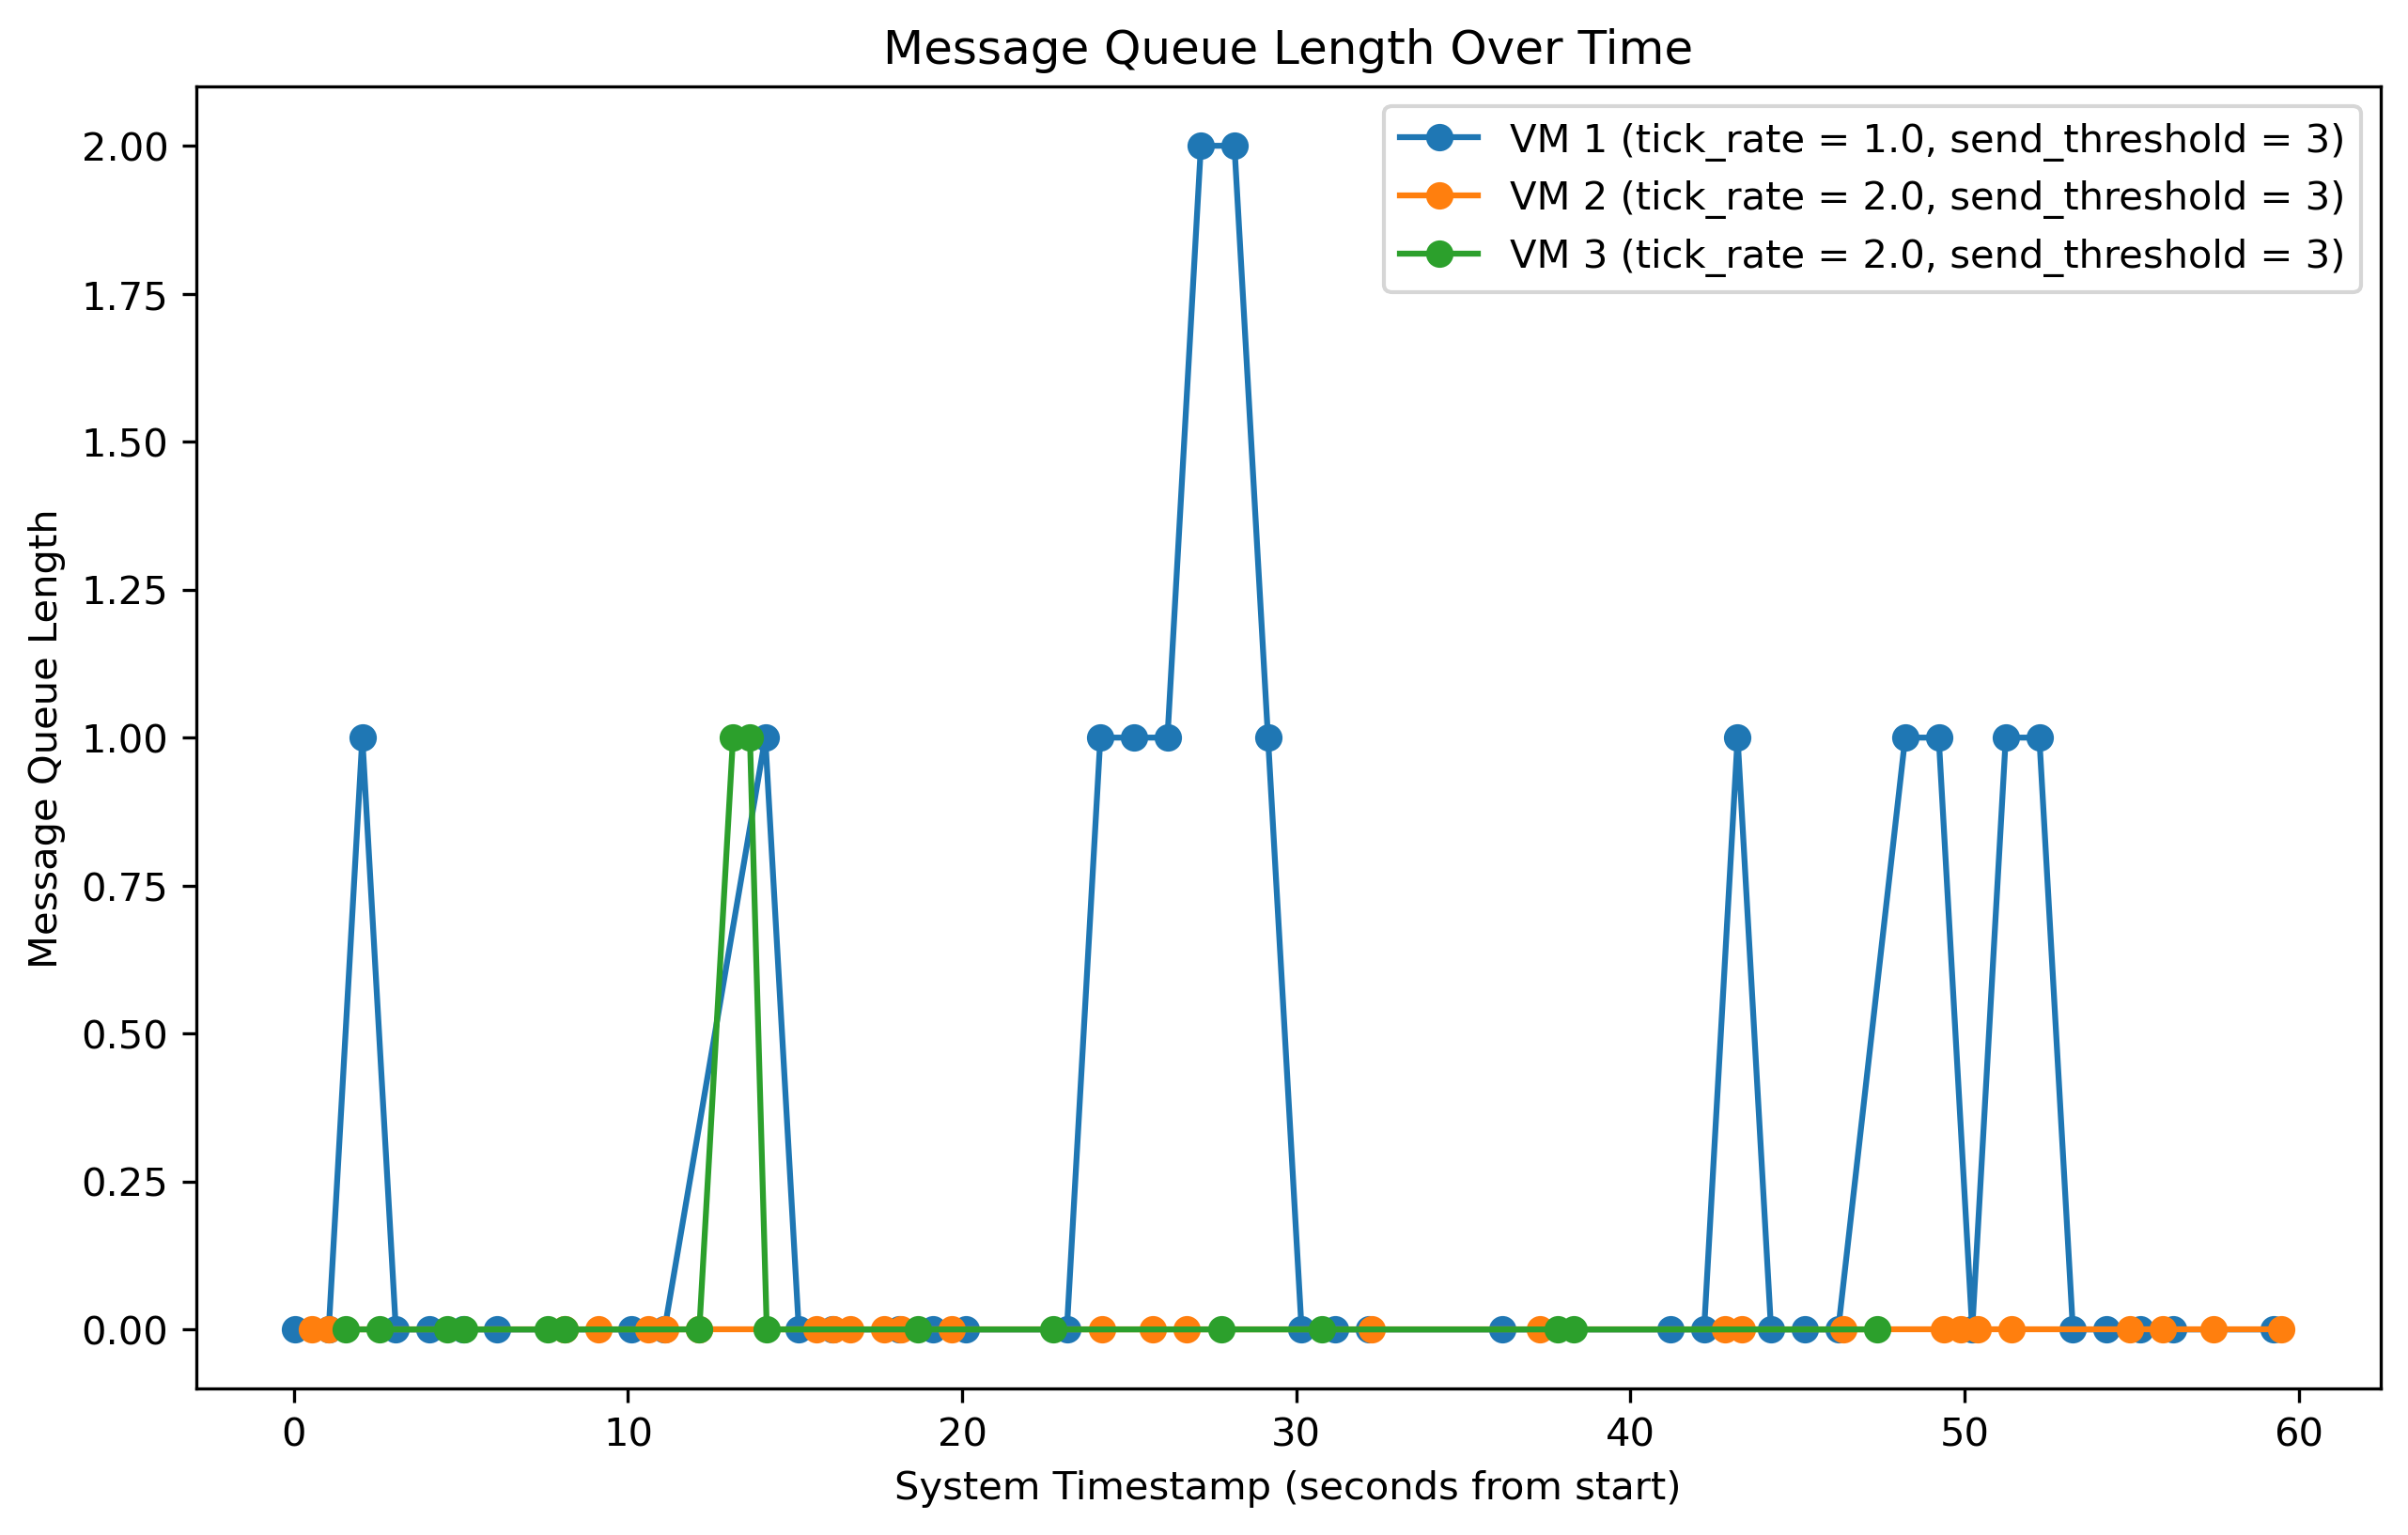 Message Queue Length Over Time
VM 1 (tick_rate = 1.0, send_threshold = 3)
VM 2 (tick_rate = 2.0, send_threshold = 3)
VM 3 (tick_rate = 2.0, send_threshold = 3)
Message Queue Length
2.00
1.75
1.50
1.25
1.00
0.75
0.50
0.25
0.00
0 10 20 30 40 50 60
System Timestamp (seconds from start)